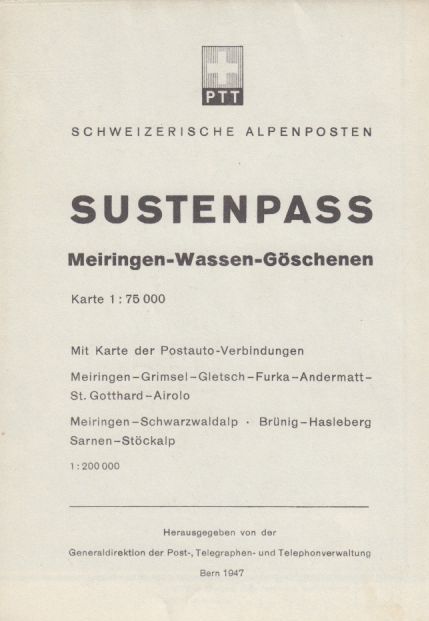 PTT
SCHWEIZERISCHE ALPENPOSTEN
SUSTENPASS
Meiringen-Wassen-Göschenen
Karte 1 : 75 000
Mit Karte der Postauto-Verbindungen
Meiringen–Grimsel–Gletsch–Furka–Andermatt–
St. Gotthard–Airolo
Meiringen–Schwarzwaldalp · Brünig–Hasleberg
Sarnen–Stöckalp
1 : 200 000
Herausgegeben von der
Generaldirektion der Post-, Telegraphen- und Telephonverwaltung
Bern 1947